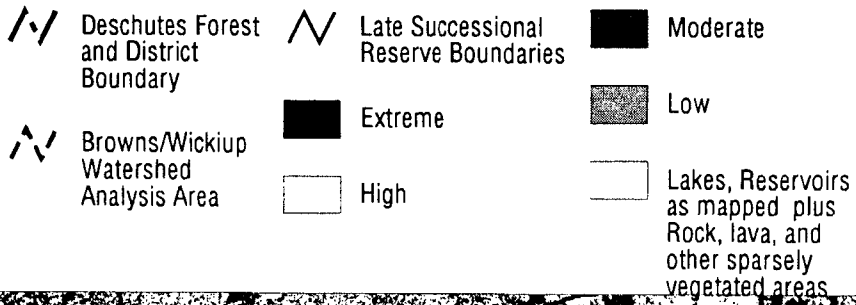 Deschutes Forest
and District
Boundary
Browns/Wickiup
Watershed
Analysis Area
Late Successional
Reserve Boundaries
Extreme
High
Moderate
Low
Lakes, Reservoirs
as mapped plus
Rock, lava, and
other sparsely
vegetated areas